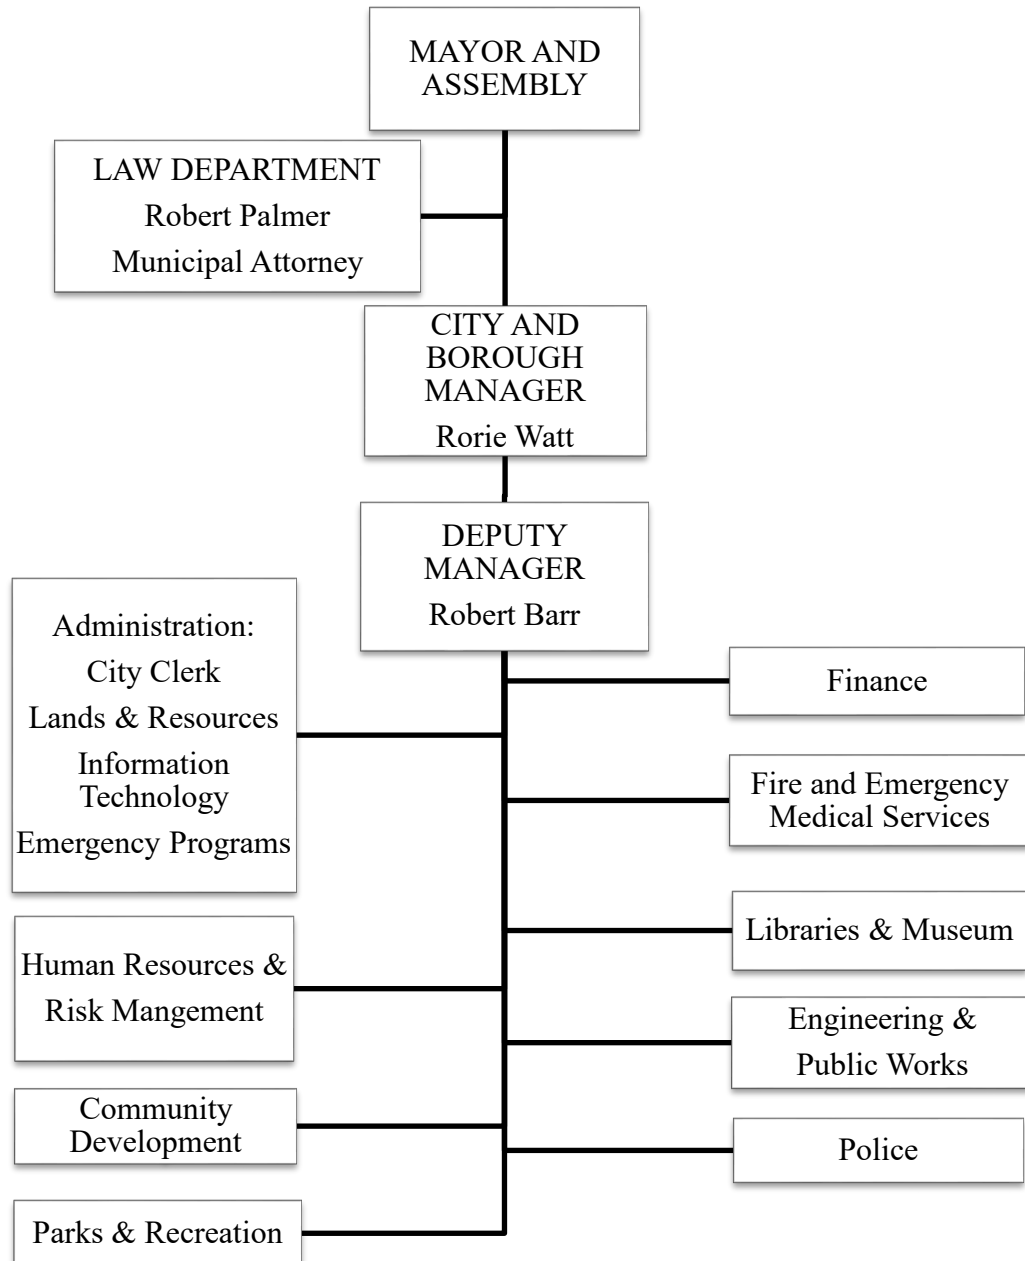 MAYOR AND
ASSEMBLY
LAW DEPARTMENT
Robert Palmer
Municipal Attorney
CITY AND
BOROUGH
MANAGER
Rorie Watt
DEPUTY
MANAGER
Robert Barr
Administration:
City Clerk
Lands & Resources
Information
Technology
Emergency Programs
Human Resources &
Risk Mangement
Community
Development
Parks & Recreation
Finance
Fire and Emergency
Medical Services
Libraries & Museum
Engineering &
Public Works
Police